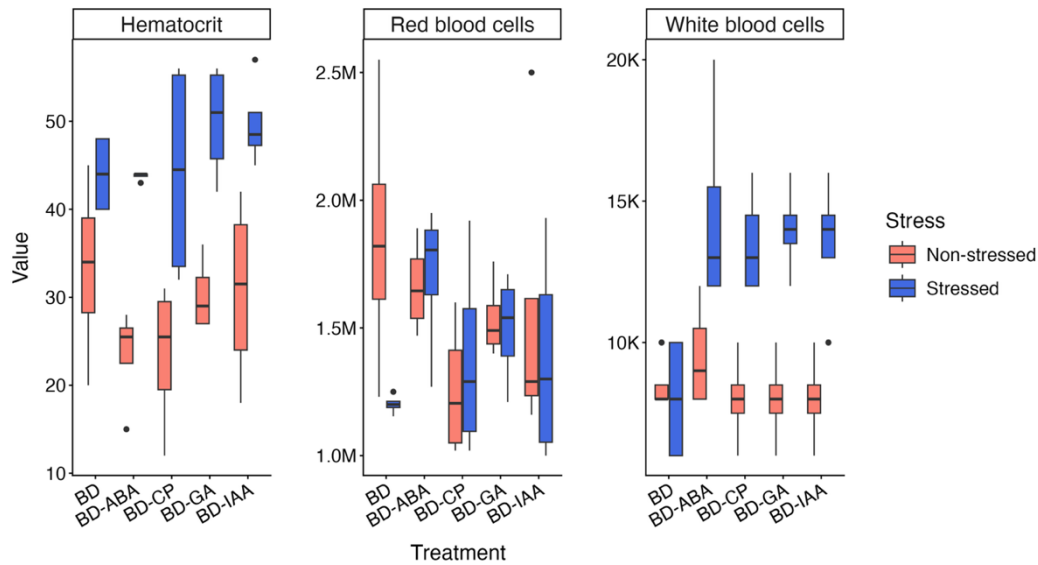 Hematocrit
Red blood cells
White blood cells
Value
50
40
30
20
10
2.5M
2.0M
1.5M
1.0M
20K
15K
10K
BD
BD-ABA
BD-CP
BD-GA
BD-IAA
BD
BD-ABA
BD-CP
BD-GA
BD-IAA
BD
BD-ABA
BD-CP
BD-GA
BD-IAA
Treatment
Stress
Non-stressed
Stressed